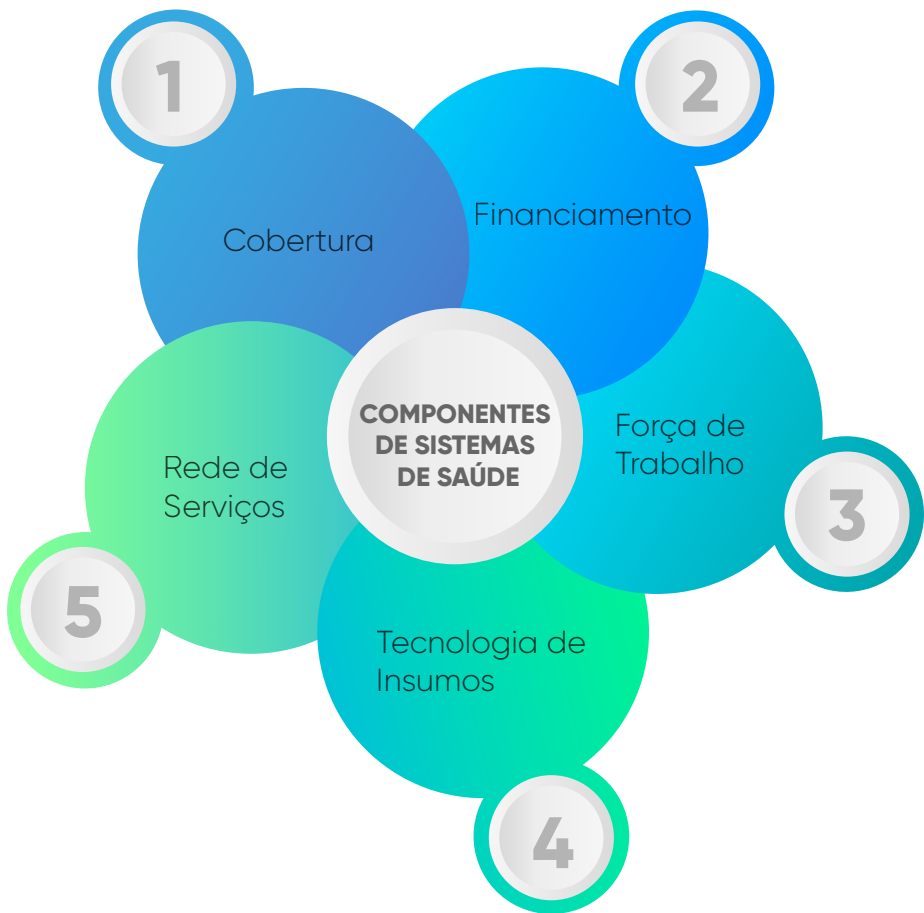 1
Cobertura
2
Financiamento
3
Força de
Trabalho
4
Tecnologia de
Insumos
5
Rede de
Serviços
COMPONENTES
DE SISTEMAS
DE SAÚDE